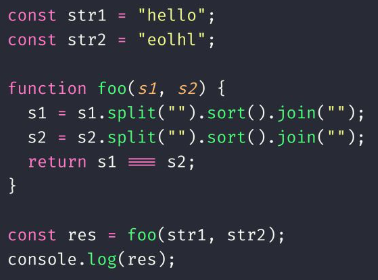 const str1 = "hello";
const str2 = "eolhl";
function foo(s1, s2) {
s1 = s1.split("").sort().join("");
s2 = s2.split("").sort().join("");
return s1 === s2;
}
const res = foo(str1, str2);
console.log(res);